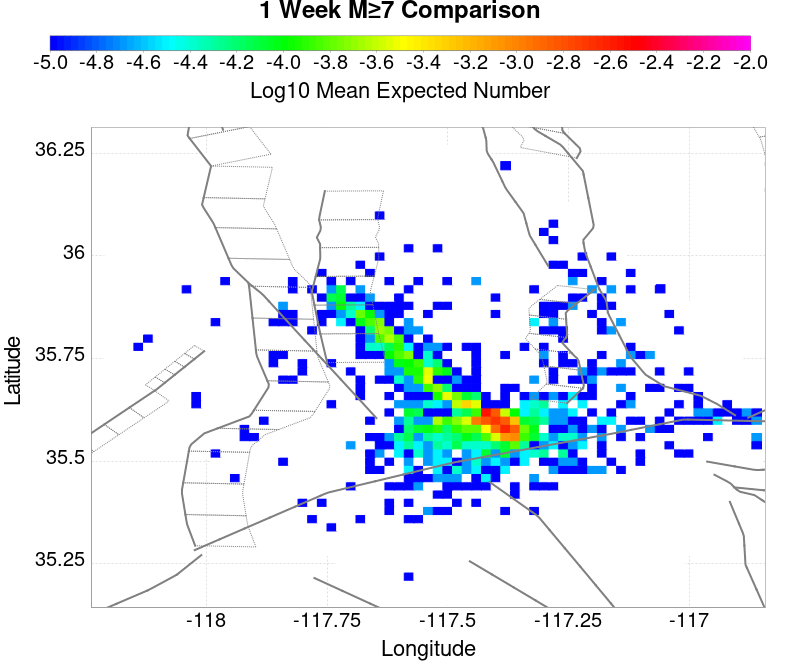 1 Week M≥7 Comparison
-5.0 -4.8 -4.6 -4.4 -4.2 -4.0 -3.8 -3.6 -3.4 -3.2 -3.0 -2.8 -2.6 -2.4 -2.2 -2.0
Log10 Mean Expected Number
36.25
36
35.75
35.5
35.25
Latitude
-118 -117.75 -117.5 -117.25 -117
Longitude